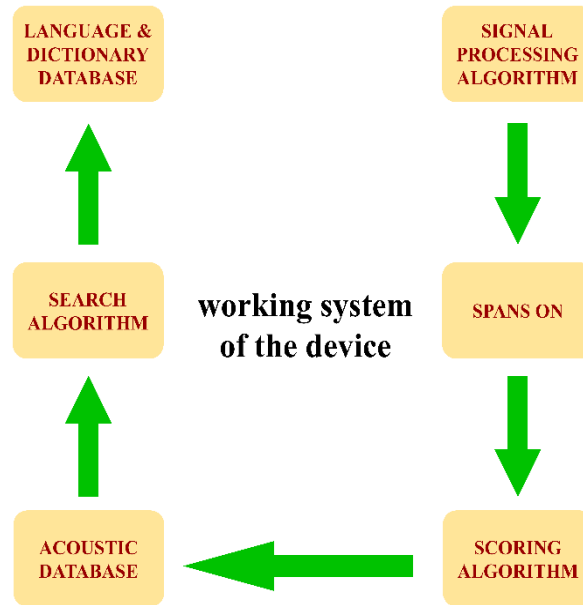 LANGUAGE &
DICTIONARY
DATABASE
SIGNAL
PROCESSING
ALGORITHM
SEARCH
ALGORITHM
working system
of the device
SPANS ON
ACOUSTIC
DATABASE
SCORING
ALGORITHM